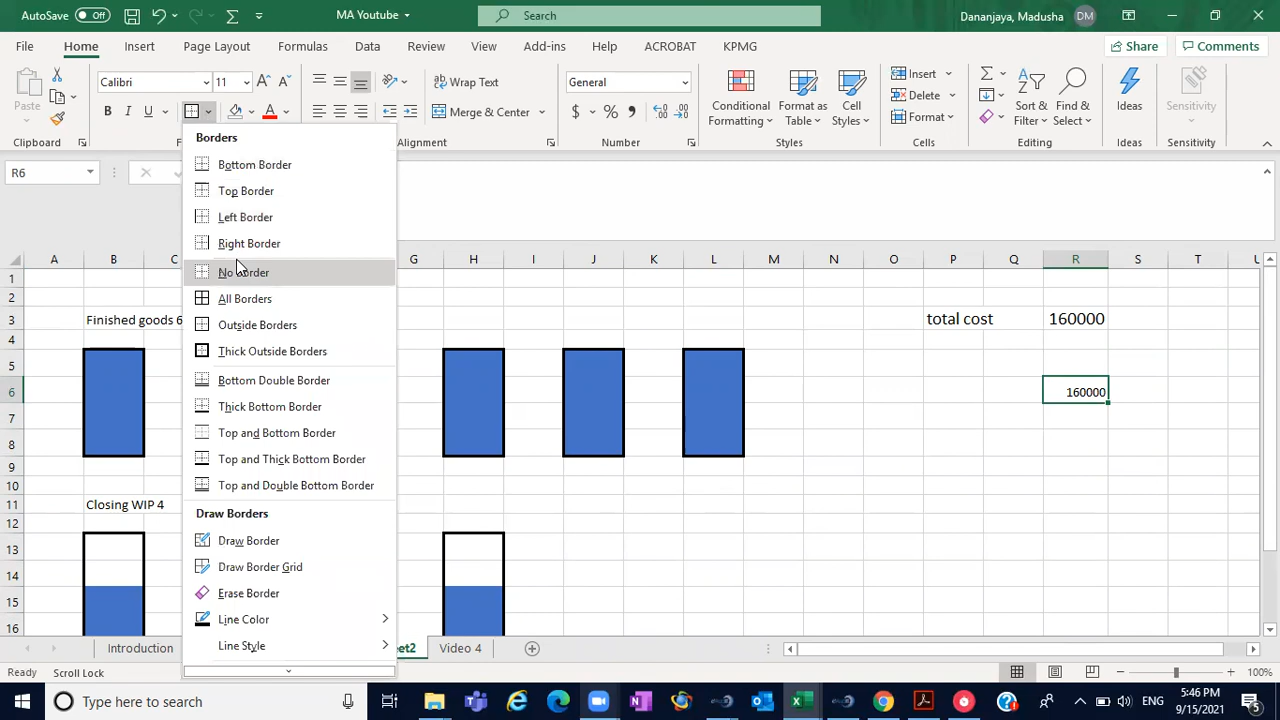 AutoSave Off MA Youtube Search Dananjaya, Madusha DM
File Home Insert Page Layout Formulas Data Review View Add-ins Help ACROBAT KPMG Share Comments
Paste Calibri 11 Wrap Text General Conditional Formatting Format as Table Cell Styles Insert Delete Format Sort & Filter Find & Select Ideas Sensitivity
B I U Merge & Center $ % ,
Clipboard Alignment Number Styles Cells Editing Ideas Sensitivity
R6
Borders
Bottom Border
Top Border
Left Border
Right Border
No Border
All Borders
Outside Borders
Thick Outside Borders
Bottom Double Border
Thick Bottom Border
Top and Bottom Border
Top and Thick Bottom Border
Top and Double Bottom Border
Draw Borders
Draw Border
Draw Border Grid
Erase Border
Line Color
Line Style
A B C G H I J K L M N O P Q R S T U
1
2
3 Finished goods 6 total cost 160000
4
5
6 160000
7
8
9
10
11 Closing WIP 4
12
13
14
15
16
Introduction Video 4
Ready Scroll Lock 100%
Type here to search ENG 5:46 PM
9/15/2021 5